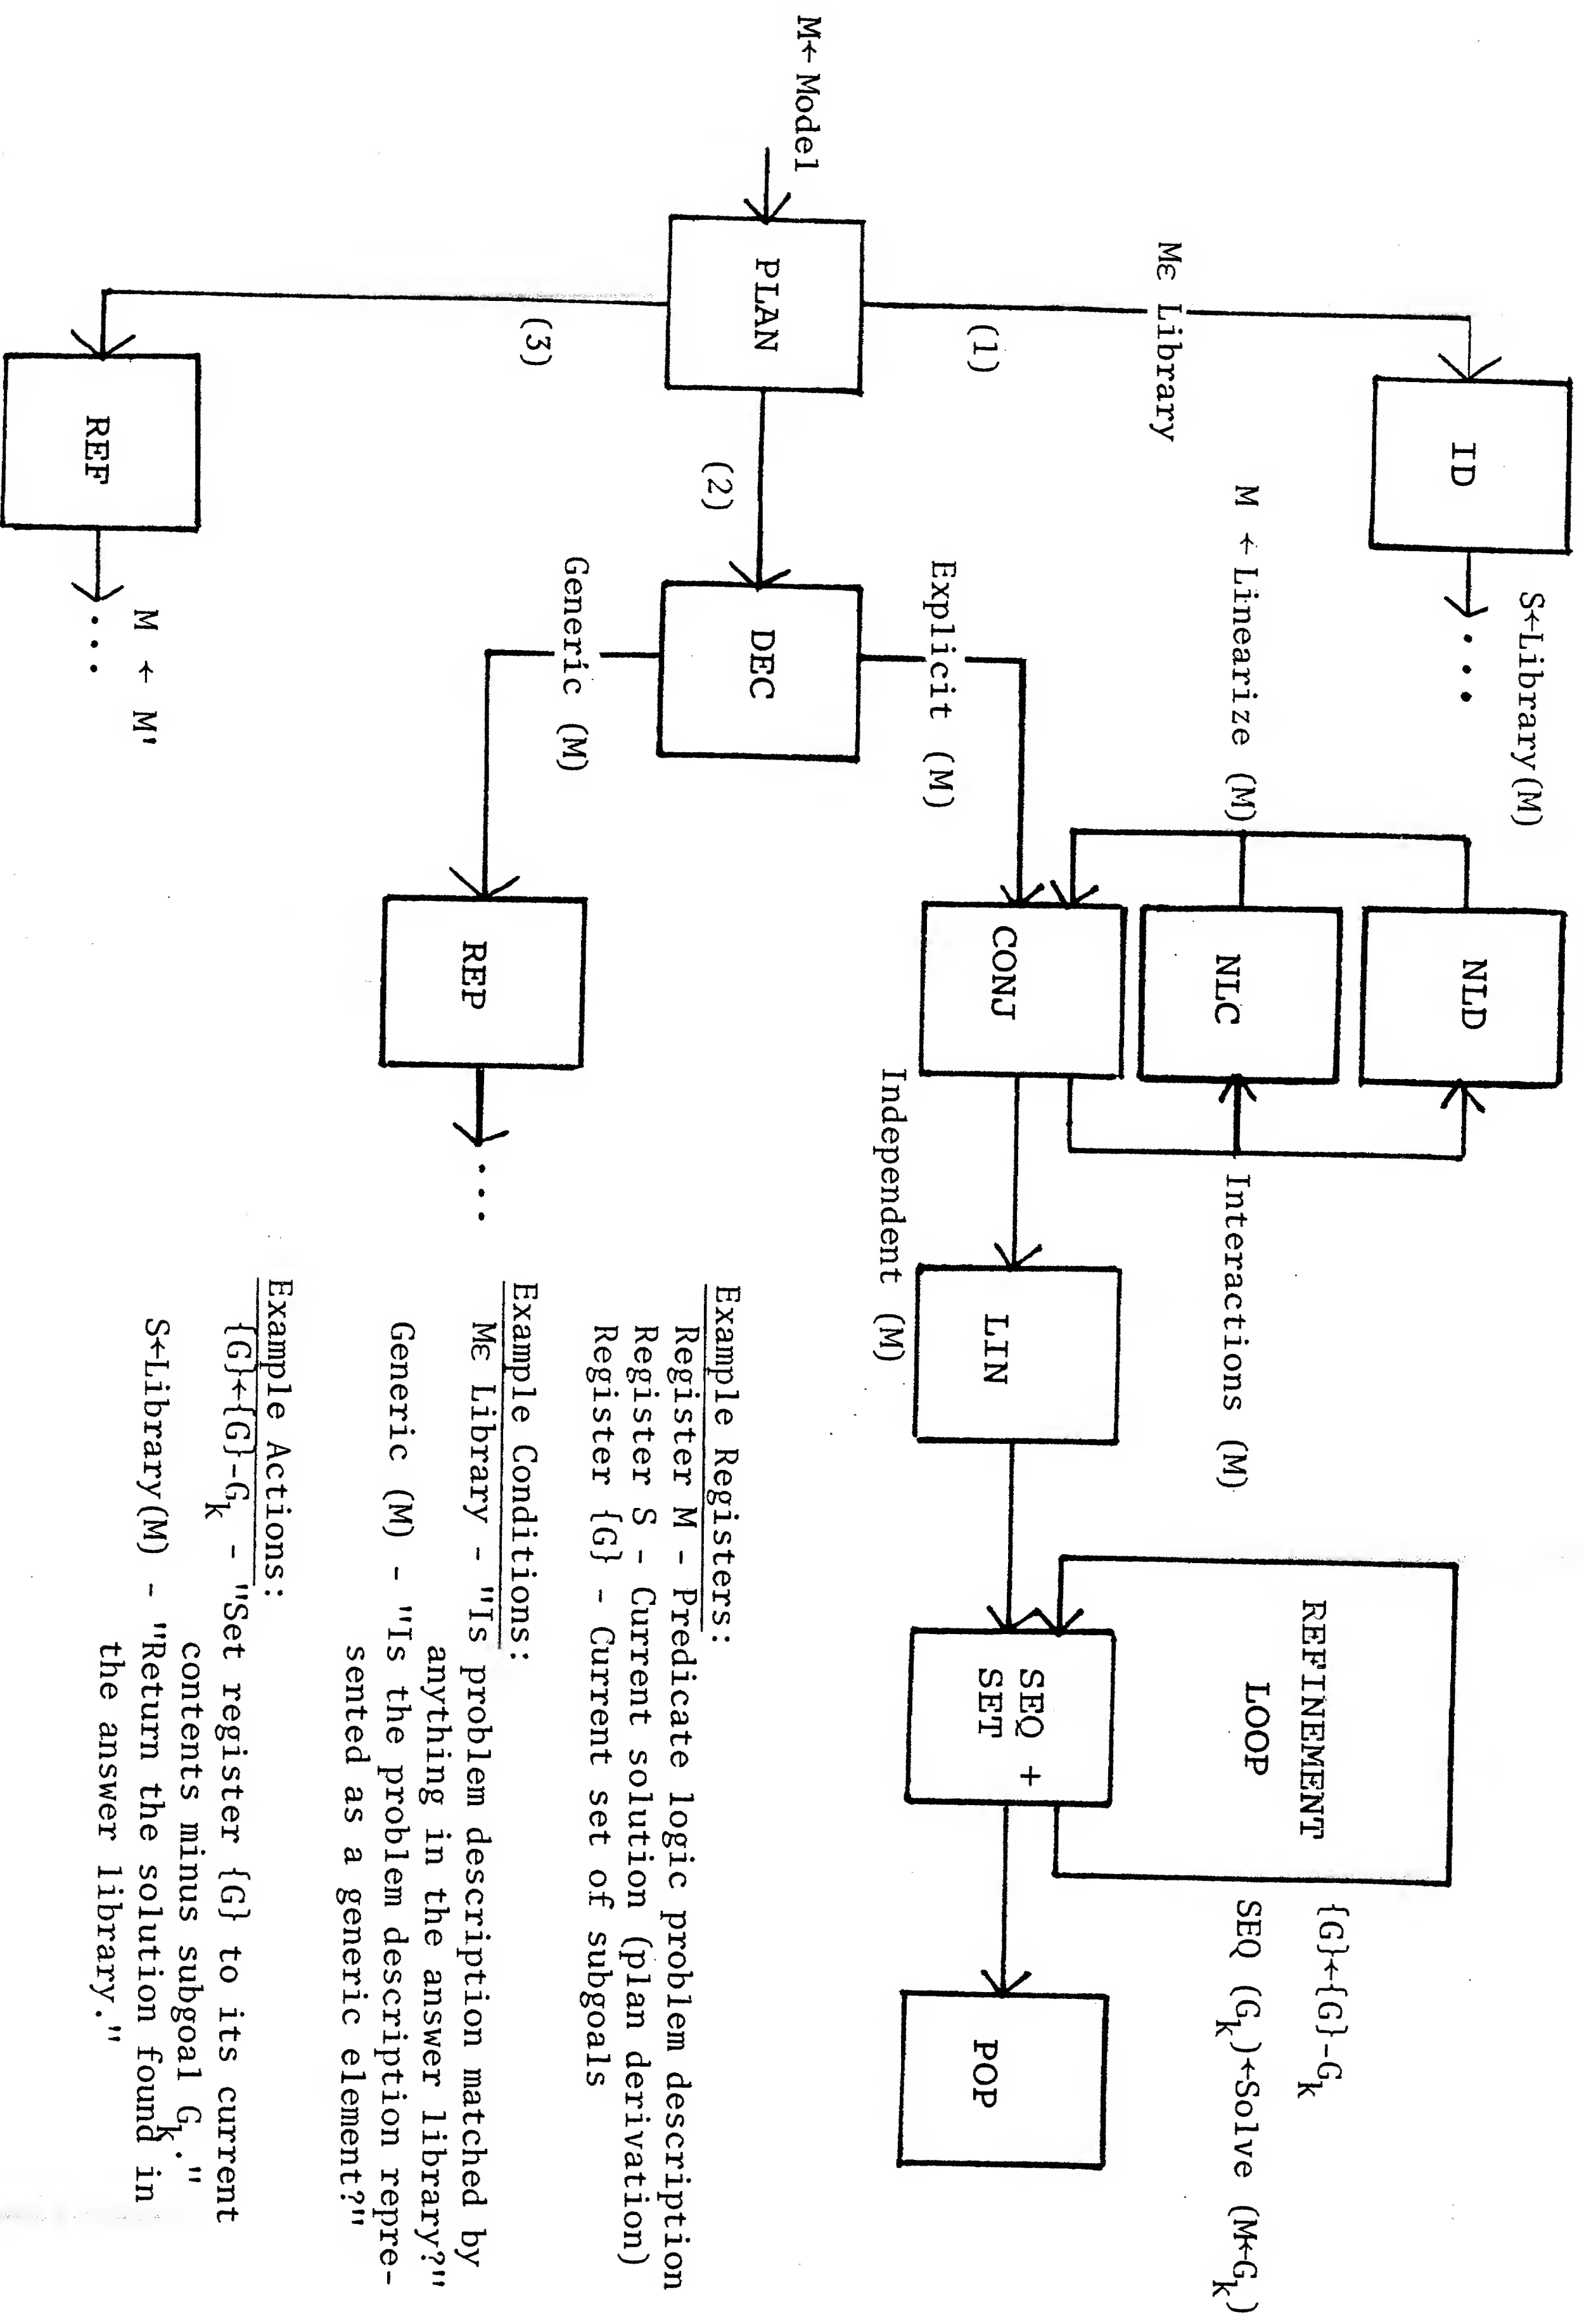 S←Library(M)
ID
...
Mε Library
(1)
M ← Linearize (M)
NLD
NLC
Interactions (M)
REFINEMENT
LOOP
{G}←{G}-Gk
SEQ (Gk)←Solve (M←Gk)
Explicit (M)
CONJ
Independent (M)
LIN
SEQ +
SET
POP
M← Model
PLAN
(2)
DEC
Generic (M)
REP
...
(3)
REF
...
M ← M'
Example Registers:
Register M - Predicate logic problem description
Register S - Current solution (plan derivation)
Register {G} - Current set of subgoals
Example Conditions:
Mε Library - "Is problem description matched by
anything in the answer library?"
Generic (M) - "Is the problem description repre-
sented as a generic element?"
Example Actions:
{G}←{G}-Gk - "Set register {G} to its current
contents minus subgoal Gk."
S←Library(M) - "Return the solution found in
the answer library."